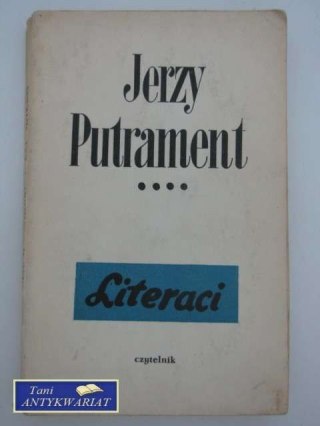 Jerzy
Putrament
Literaci
czytelnik
Tani
ANTYKWARIAT